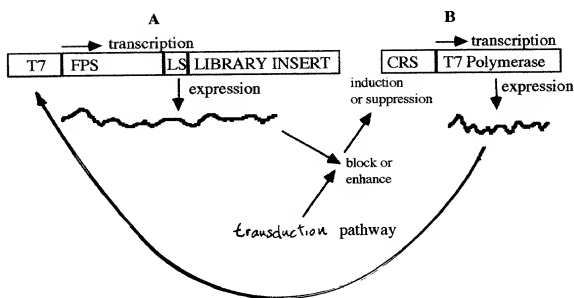 A
B
transcription
transcription
T7 FPS LS LIBRARY INSERT
CRS T7 Polymerase
expression
induction
or suppression
expression
block or
enhance
transduction pathway